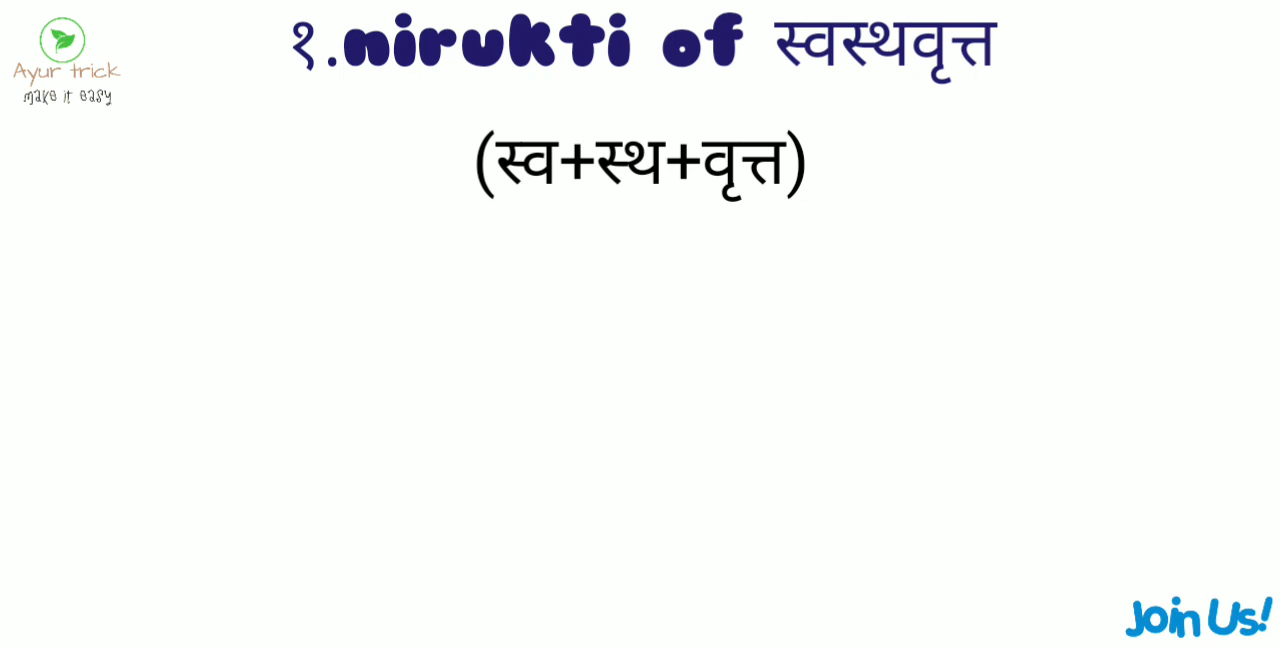 १.nirukti of स्वस्थवृत्त
Ayur trick
make it easy
(स्व+स्थ+वृत्त)
Join Us!